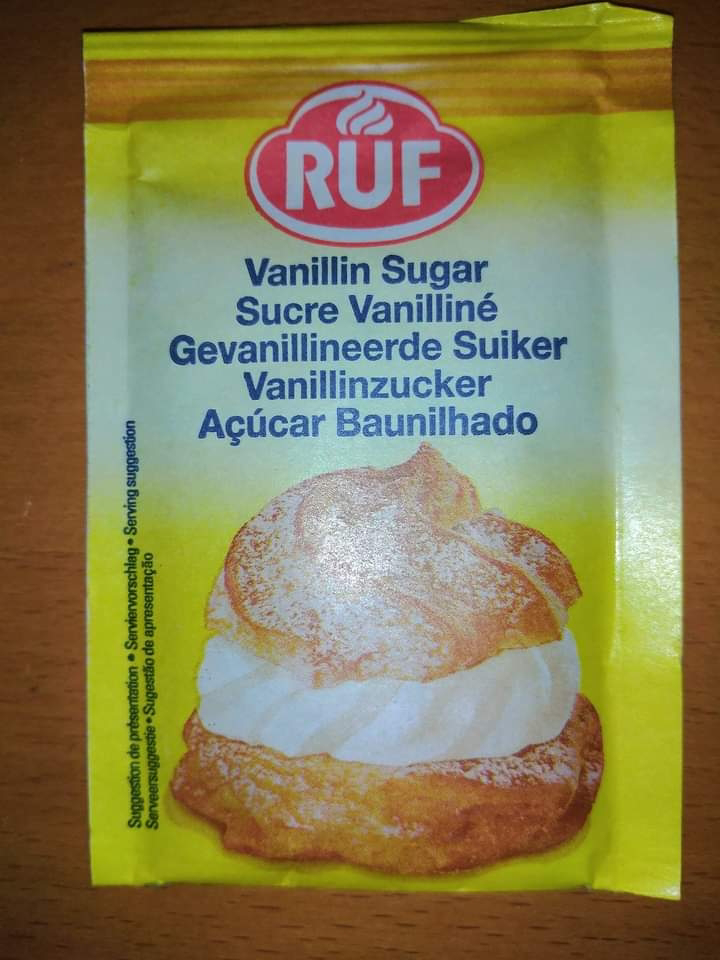 RUF
Vanillin Sugar
Sucre Vanilliné
Gevanillineerde Suiker
Vanillinzucker
Açúcar Baunilhado
Suggestion de présentation • Serviervorschlag • Serving suggestion
Serveersuggestie • Sugestão de apresentação